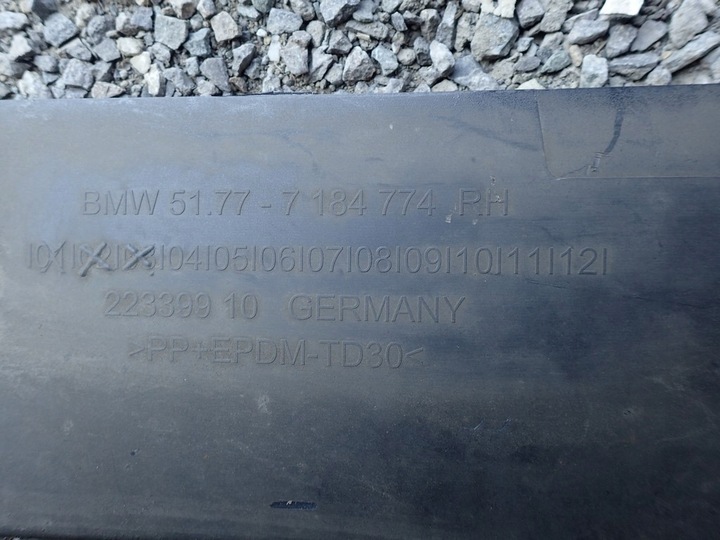 BMW 51.77 - 7 184 774 RH
|01|02|03|04|05|06|07|08|09|10|11|12|
223399 10 GERMANY
>PP+EPDM-TD30<